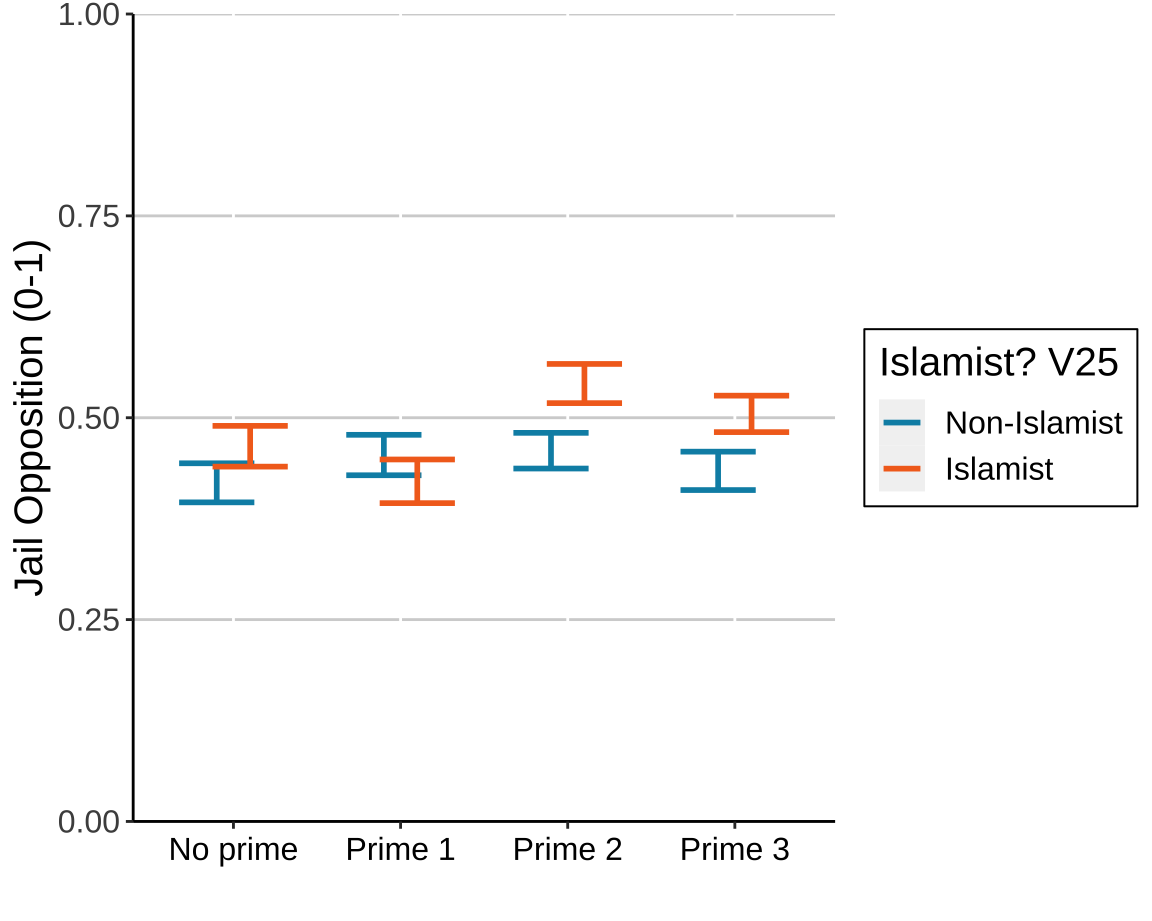 1.00
0.75
0.50
0.25
0.00
Jail Opposition (0-1)
No prime
Prime 1
Prime 2
Prime 3
Islamist? V25
Non-Islamist
Islamist